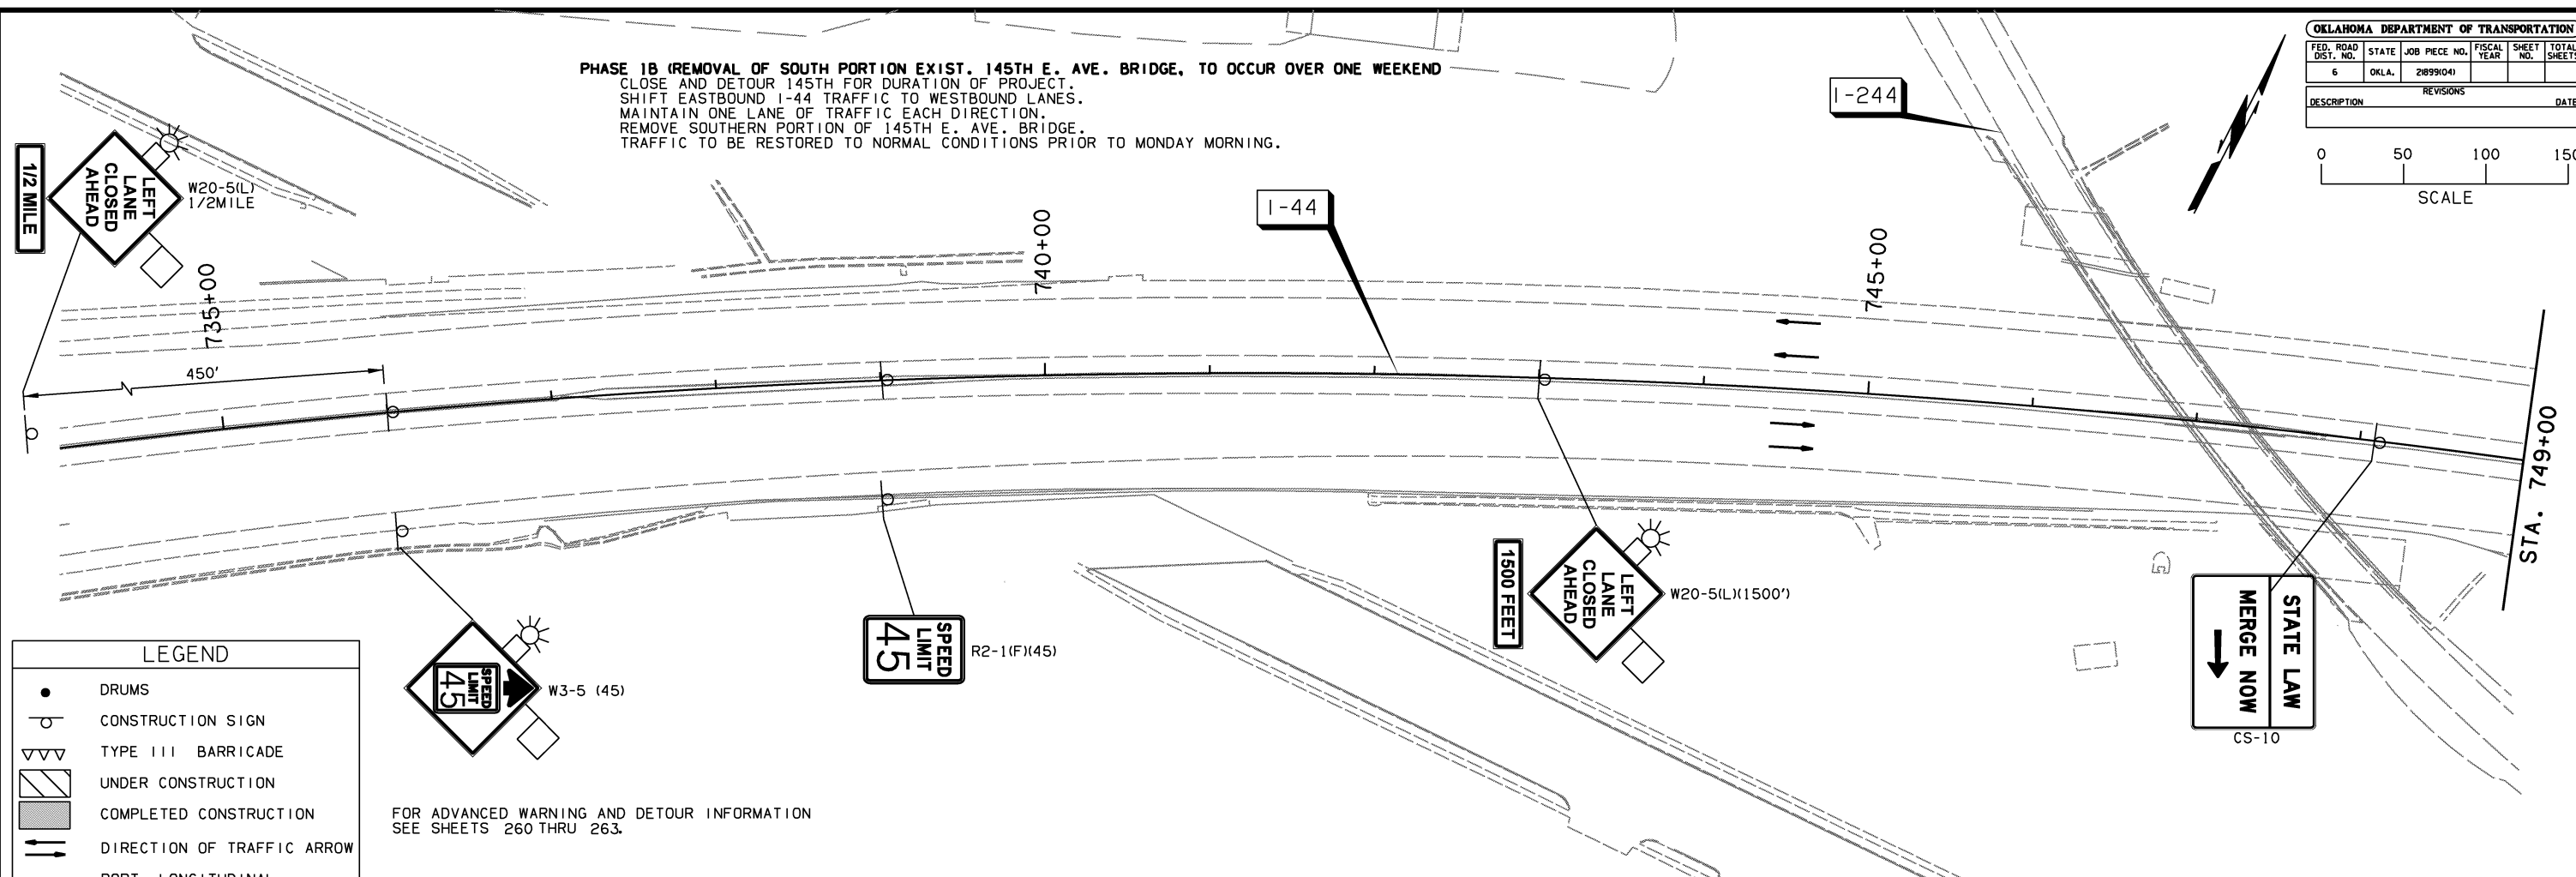 OKLAHOMA DEPARTMENT OF TRANSPORTATION
FED. ROAD DIST. NO.
STATE
JOB PIECE NO.
FISCAL YEAR
SHEET NO.
TOTAL SHEETS
6
OKLA.
21899(04)
REVISIONS
DESCRIPTION
DATE
0 50 100 150
SCALE
PHASE 1B (REMOVAL OF SOUTH PORTION EXIST. 145TH E. AVE. BRIDGE, TO OCCUR OVER ONE WEEKEND
CLOSE AND DETOUR 145TH FOR DURATION OF PROJECT.
SHIFT EASTBOUND I-44 TRAFFIC TO WESTBOUND LANES.
MAINTAIN ONE LANE OF TRAFFIC EACH DIRECTION.
REMOVE SOUTHERN PORTION OF 145TH E. AVE. BRIDGE.
TRAFFIC TO BE RESTORED TO NORMAL CONDITIONS PRIOR TO MONDAY MORNING.
I-244
I-44
LEFT
LANE
CLOSED
AHEAD
1/2 MILE
W20-5(L)
1/2MILE
735+00
740+00
745+00
450'
STA. 749+00
SPEED
LIMIT
45
W3-5 (45)
SPEED
LIMIT
45
R2-1(F)(45)
LEFT
LANE
CLOSED
AHEAD
1500 FEET
W20-5(L)(1500')
STATE LAW
MERGE NOW
CS-10
LEGEND
DRUMS
CONSTRUCTION SIGN
TYPE III BARRICADE
UNDER CONSTRUCTION
COMPLETED CONSTRUCTION
DIRECTION OF TRAFFIC ARROW
FOR ADVANCED WARNING AND DETOUR INFORMATION
SEE SHEETS 260 THRU 263.